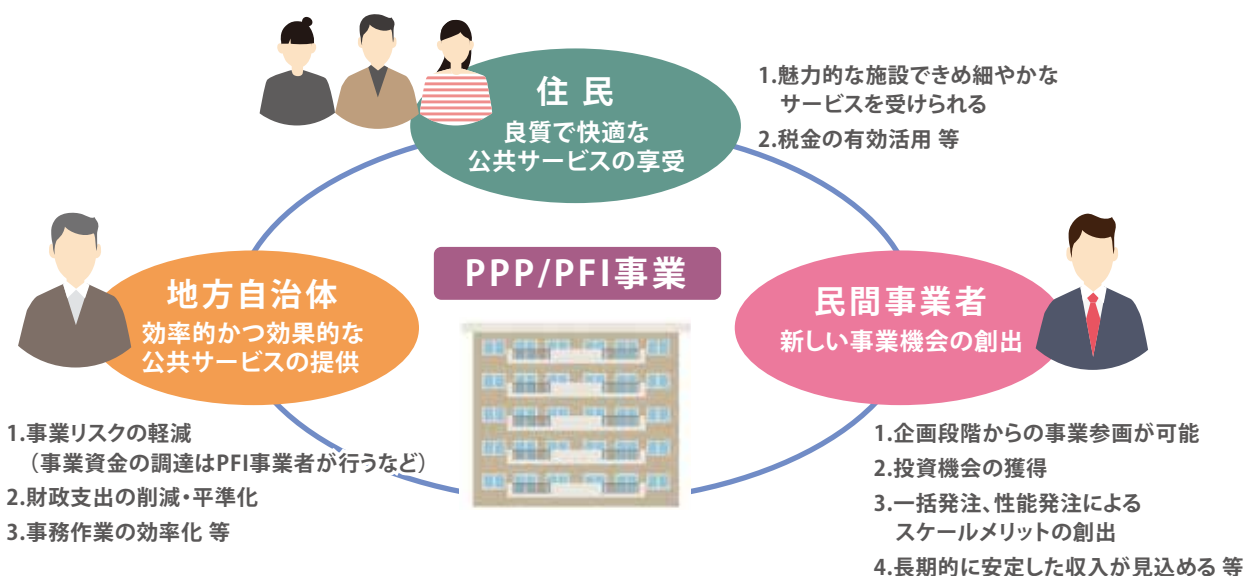 住 民
良質で快適な
公共サービスの享受
1.魅力的な施設できめ細やかな
サービスを受けられる
2.税金の有効活用 等
PPP/PFI事業
地方自治体
効率的かつ効果的な
公共サービスの提供
1.事業リスクの軽減
（事業資金の調達はPFI事業者が行うなど）
2.財政支出の削減・平準化
3.事務作業の効率化 等
民間事業者
新しい事業機会の創出
1.企画段階からの事業参画が可能
2.投資機会の獲得
3.一括発注、性能発注による
スケールメリットの創出
4.長期的に安定した収入が見込める 等